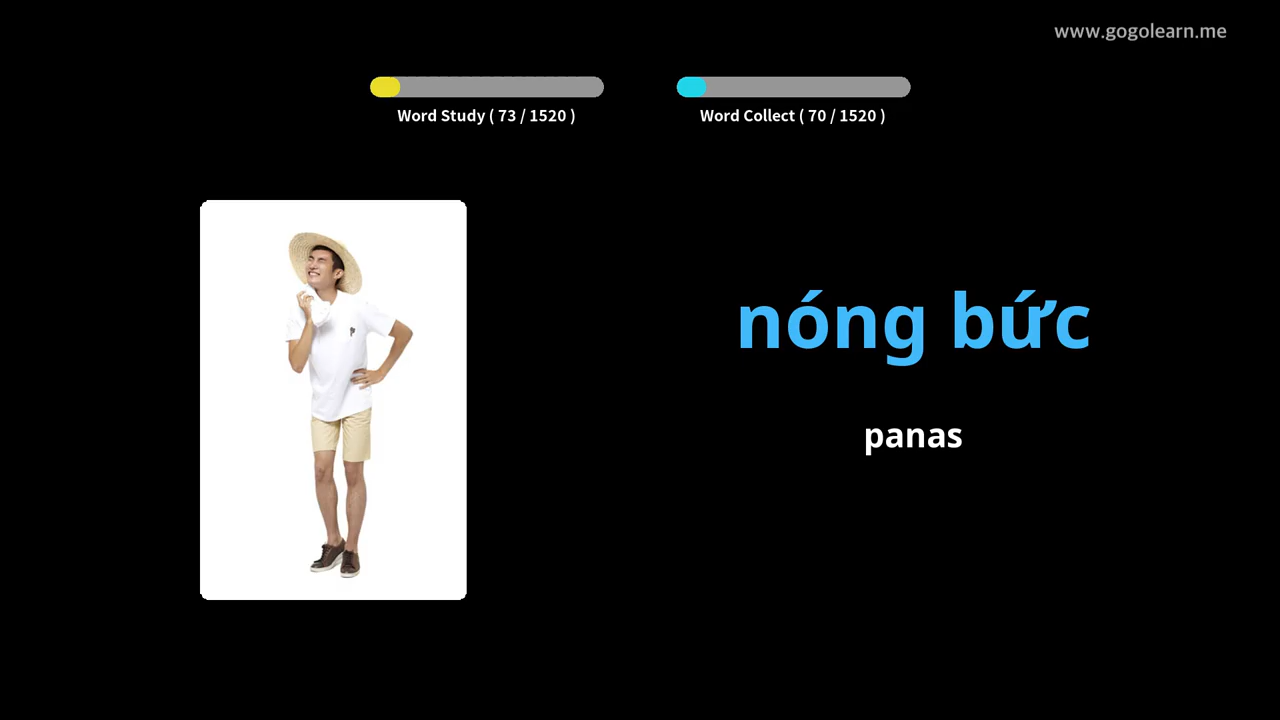 www.gogolearn.me
Word Study ( 73 / 1520 )
Word Collect ( 70 / 1520 )
nóng bức
panas